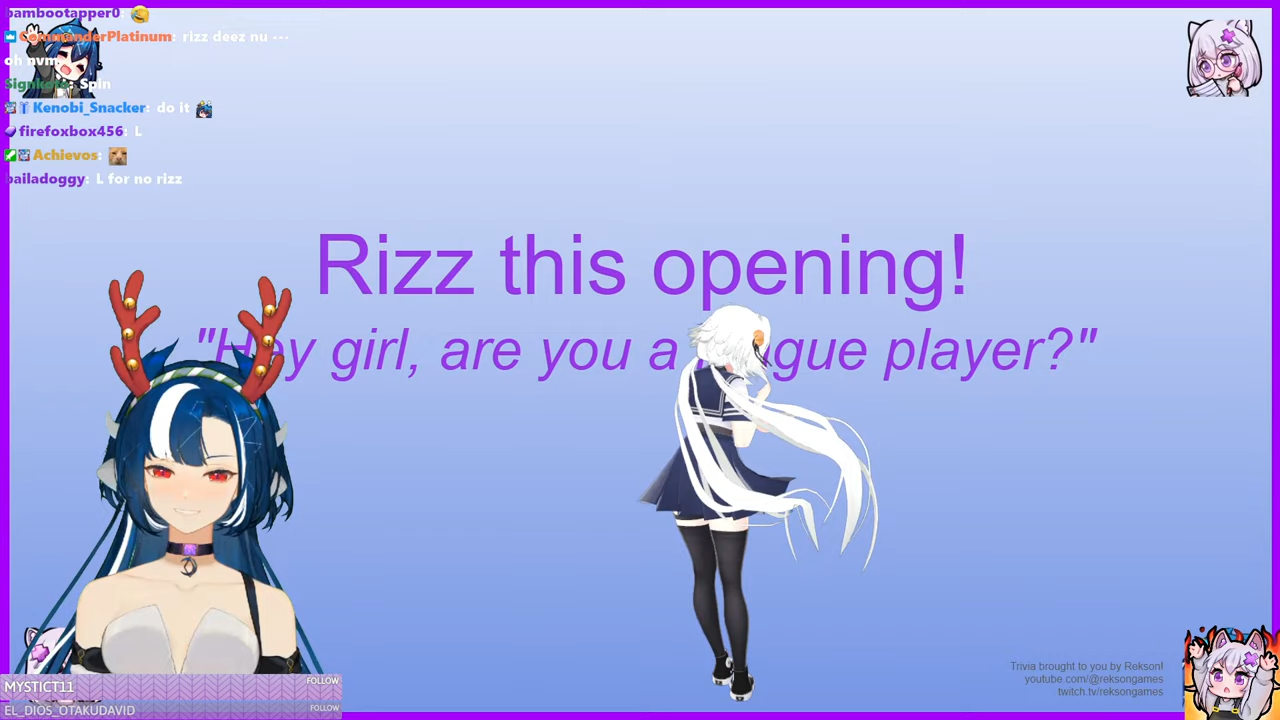 bambootapper0:
CommanderPlatinum: rizz deez nu ---
oh nvm
Spin
Kenobi_Snacker: do it
firefoxbox456: L
Achievos:
bailadoggy: L for no rizz
Rizz this opening!
"Hey girl, are you a gue player?"
MYSTICT11 FOLLOW
EL_DIOS_OTAKUDAVID FOLLOW
Trivia brought to you by Rekson!
youtube.com/@reksongames
twitch.tv/reksongames